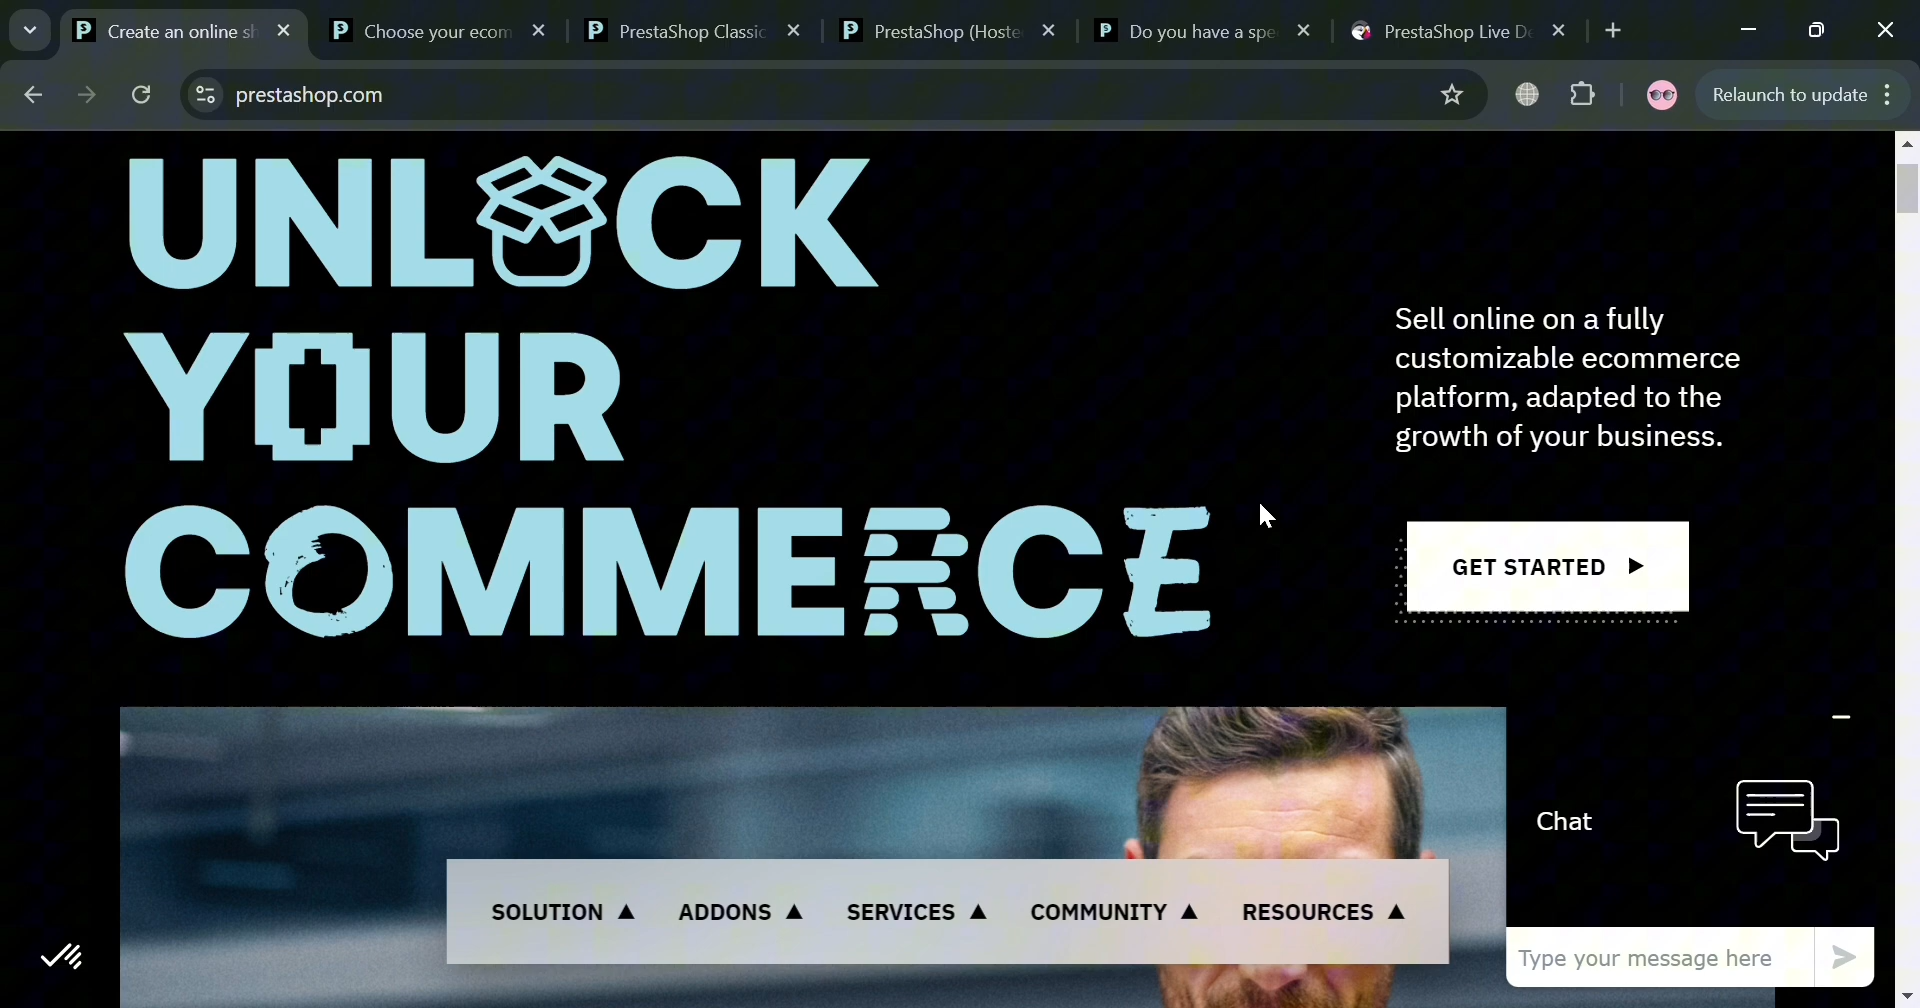 Create an online sh
Choose your ecom
PrestaShop Classic
PrestaShop (Hoste
Do you have a spe
PrestaShop Live De
prestashop.com
Relaunch to update
UNLOCK
YOUR
COMMERCE
Sell online on a fully
customizable ecommerce
platform, adapted to the
growth of your business.
GET STARTED
Chat
SOLUTION ▲ ADDONS ▲ SERVICES ▲ COMMUNITY ▲ RESOURCES ▲
Type your message here